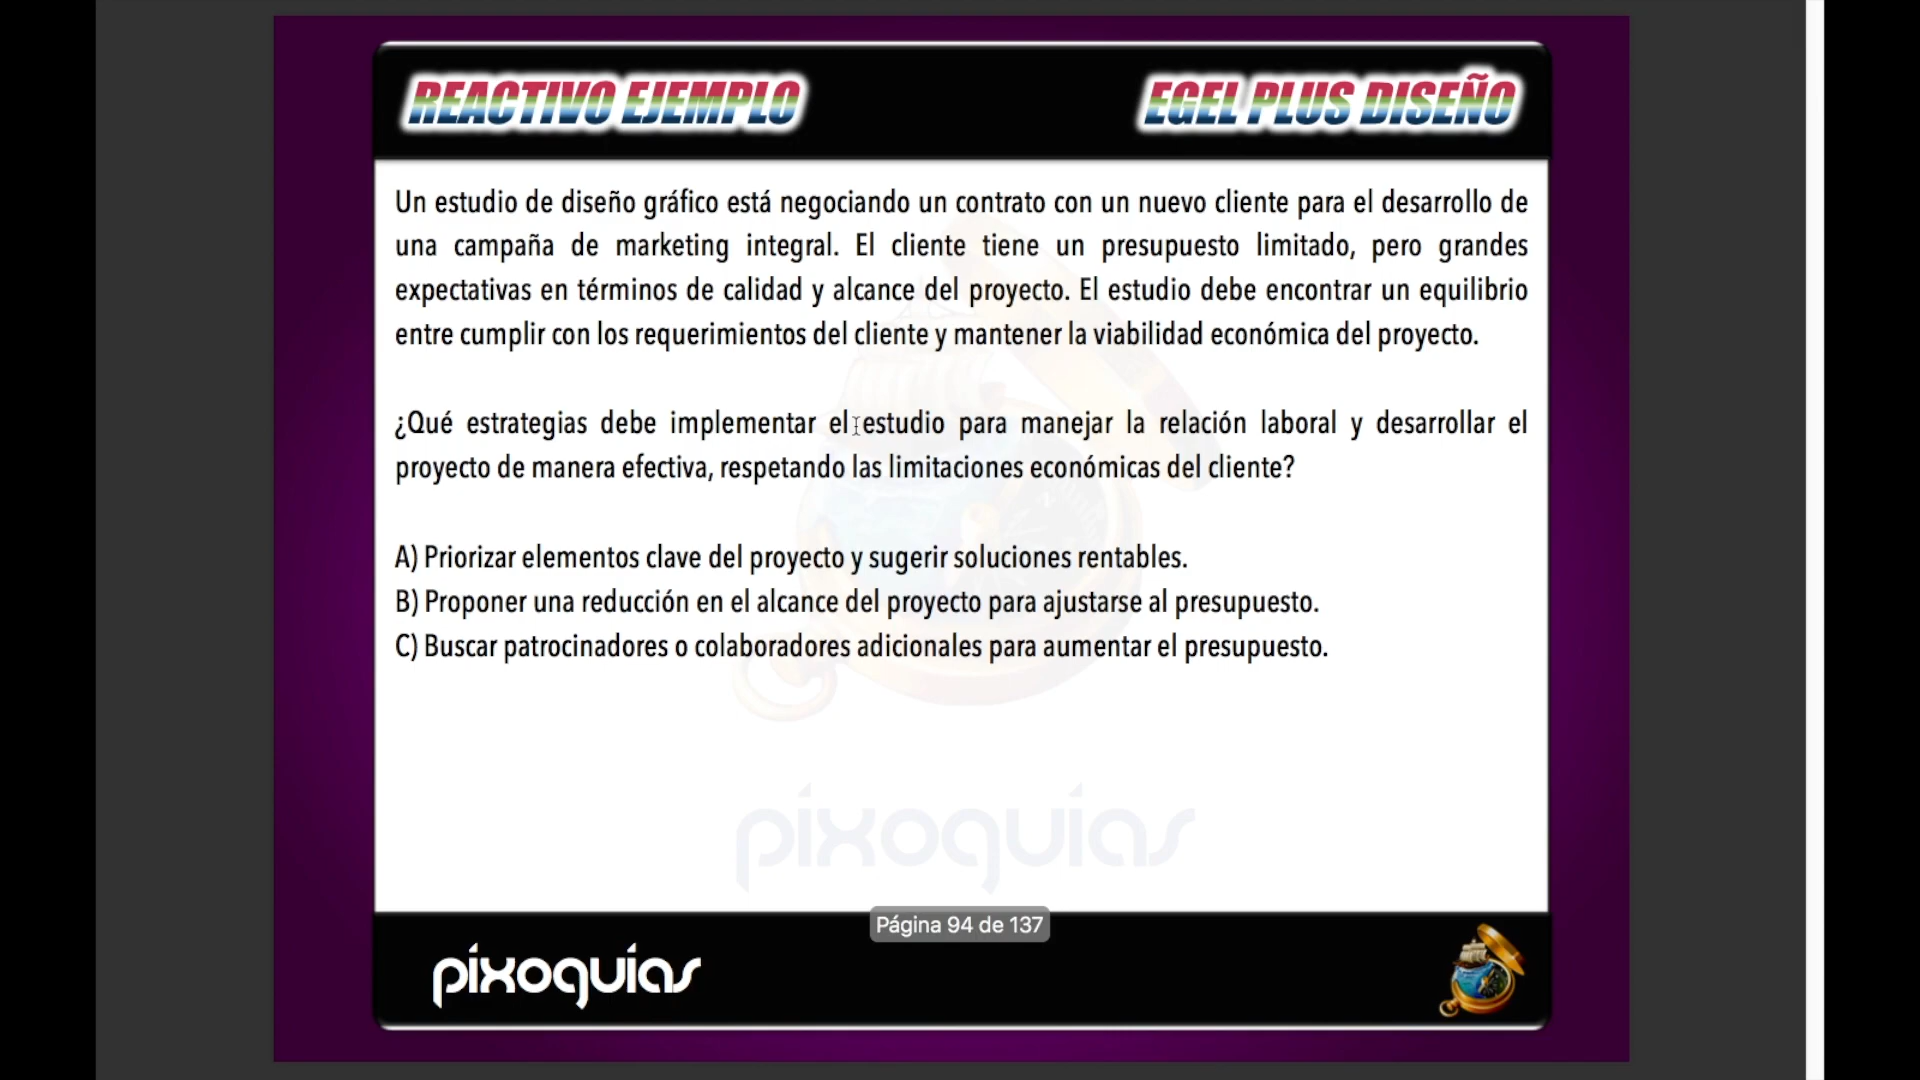 REACTIVO EJEMPLO
EGEL PLUS DISEÑO
Un estudio de diseño gráfico está negociando un contrato con un nuevo cliente para el desarrollo de
una campaña de marketing integral. El cliente tiene un presupuesto limitado, pero grandes
expectativas en términos de calidad y alcance del proyecto. El estudio debe encontrar un equilibrio
entre cumplir con los requerimientos del cliente y mantener la viabilidad económica del proyecto.
¿Qué estrategias debe implementar el estudio para manejar la relación laboral y desarrollar el
proyecto de manera efectiva, respetando las limitaciones económicas del cliente?
A) Priorizar elementos clave del proyecto y sugerir soluciones rentables.
B) Proponer una reducción en el alcance del proyecto para ajustarse al presupuesto.
C) Buscar patrocinadores o colaboradores adicionales para aumentar el presupuesto.
pixoguías
Página 94 de 137
pixoguías